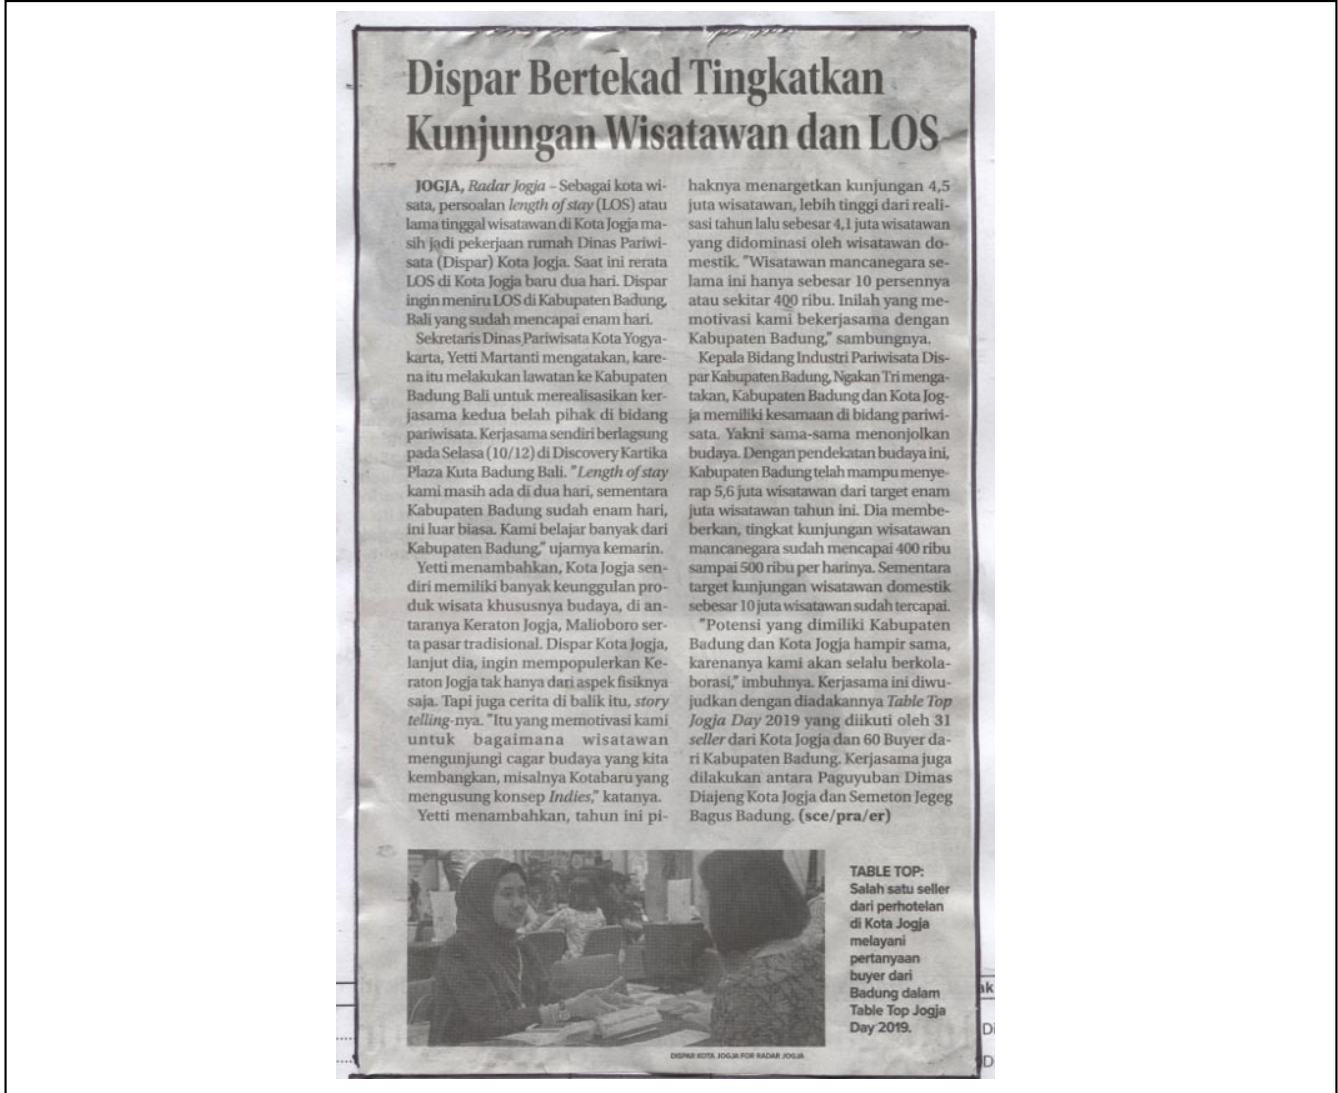 Dispar Bertekad Tingkatkan
Kunjungan Wisatawan dan LOS
JOGJA, Radar Jogja – Sebagai kota wi-
sata, persoalan length of stay (LOS) atau
lama tinggal wisatawan di Kota Jogja ma-
sih jadi pekerjaan rumah Dinas Pariwi-
sata (Dispar) Kota Jogja. Saat ini rerata
LOS di Kota Jogja baru dua hari. Dispar
ingin meniru LOS di Kabupaten Badung,
Bali yang sudah mencapai enam hari.
Sekretaris Dinas Pariwisata Kota Yogya-
karta, Yetti Martanti mengatakan, kare-
na itu melakukan lawatan ke Kabupaten
Badung Bali untuk merealisasikan ker-
jasama kedua belah pihak di bidang
pariwisata. Kerjasama sendiri berlagsung
pada Selasa (10/12) di Discovery Kartika
Plaza Kuta Badung Bali. "Length of stay
kami masih ada di dua hari, sementara
Kabupaten Badung sudah enam hari,
ini luar biasa. Kami belajar banyak dari
Kabupaten Badung," ujarnya kemarin.
Yetti menambahkan, Kota Jogja sen-
diri memiliki banyak keunggulan pro-
duk wisata khususnya budaya, di an-
taranya Keraton Jogja, Malioboro ser-
ta pasar tradisional. Dispar Kota Jogja,
lanjut dia, ingin mempopulerkan Ke-
raton Jogja tak hanya dari aspek fisiknya
saja. Tapi juga cerita di balik itu, story
telling-nya. "Itu yang memotivasi kami
untuk bagaimana wisatawan
mengunjungi cagar budaya yang kita
kembangkan, misalnya Kotabaru yang
mengusung konsep Indies," katanya.
Yetti menambahkan, tahun ini pi-
haknya menargetkan kunjungan 4,5
juta wisatawan, lebih tinggi dari reali-
sasi tahun lalu sebesar 4,1 juta wisatawan
yang didominasi oleh wisatawan do-
mestik. "Wisatawan mancanegara se-
lama ini hanya sebesar 10 persennya
atau sekitar 400 ribu. Inilah yang me-
motivasi kami bekerjasama dengan
Kabupaten Badung," sambungnya.
Kepala Bidang Industri Pariwisata Dis-
par Kabupaten Badung, Ngakan Tri menga-
takan, Kabupaten Badung dan Kota Jog-
ja memiliki kesamaan di bidang pariwi-
sata. Yakni sama-sama menonjolkan
budaya. Dengan pendekatan budaya ini,
Kabupaten Badung telah mampu menye-
rap 5,6 juta wisatawan dari target enam
juta wisatawan tahun ini. Dia membe-
berkan, tingkat kunjungan wisatawan
mancanegara sudah mencapai 400 ribu
sampai 500 ribu per harinya. Sementara
target kunjungan wisatawan domestik
sebesar 10 juta wisatawan sudah tercapai.
"Potensi yang dimiliki Kabupaten
Badung dan Kota Jogja hampir sama,
karenanya kami akan selalu berkola-
borasi," imbuhnya. Kerjasama ini diwu-
judkan dengan diadakannya Table Top
Jogja Day 2019 yang diikuti oleh 31
seller dari Kota Jogja dan 60 Buyer da-
ri Kabupaten Badung. Kerjasama juga
dilakukan antara Paguyuban Dimas
Diajeng Kota Jogja dan Semeton Jegeg
Bagus Badung. (sce/pra/er)
TABLE TOP:
Salah satu seller
dari perhotelan
di Kota Jogja
melayani
pertanyaan
buyer dari
Badung dalam
Table Top Jogja
Day 2019.
DISPAR KOTA JOGJA FOR RADAR JOGJA